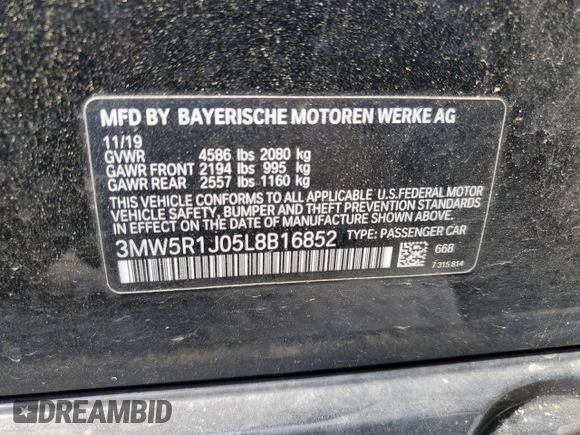 MFD BY BAYERISCHE MOTOREN WERKE AG
11/19
GVWR 4586 lbs 2080 kg
GAWR FRONT 2194 lbs 995 kg
GAWR REAR 2557 lbs 1160 kg
THIS VEHICLE CONFORMS TO ALL APPLICABLE U.S.FEDERAL MOTOR
VEHICLE SAFETY, BUMPER AND THEFT PREVENTION STANDARDS
IN EFFECT ON THE DATE OF MANUFACTURE SHOWN ABOVE.
3MW5R1J05L8B16852 TYPE: PASSENGER CAR
668
7 315 814
DREAMBID